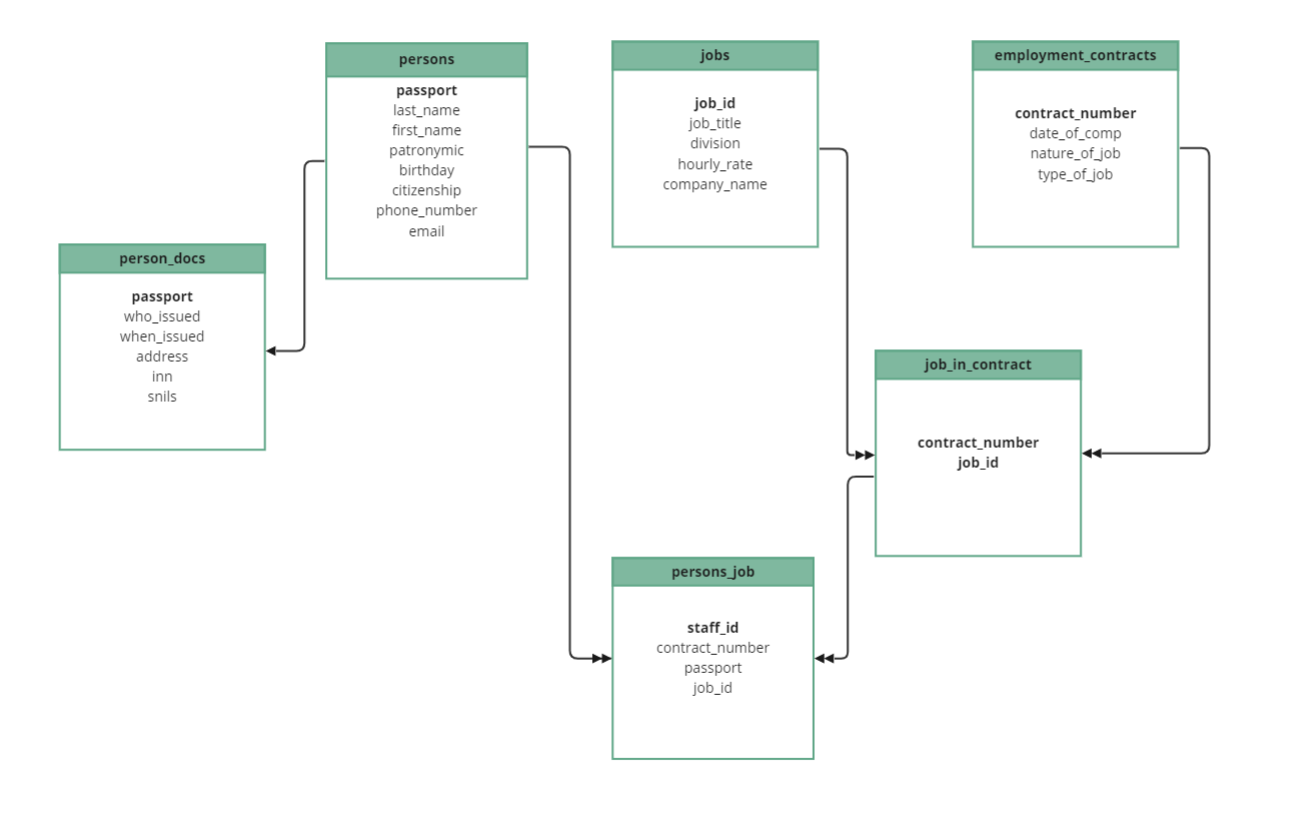 persons
passport
last_name
first_name
patronymic
birthday
citizenship
phone_number
email
jobs
job_id
job_title
division
hourly_rate
company_name
employment_contracts
contract_number
date_of_comp
nature_of_job
type_of_job
person_docs
passport
who_issued
when_issued
address
inn
snils
job_in_contract
contract_number
job_id
persons_job
staff_id
contract_number
passport
job_id